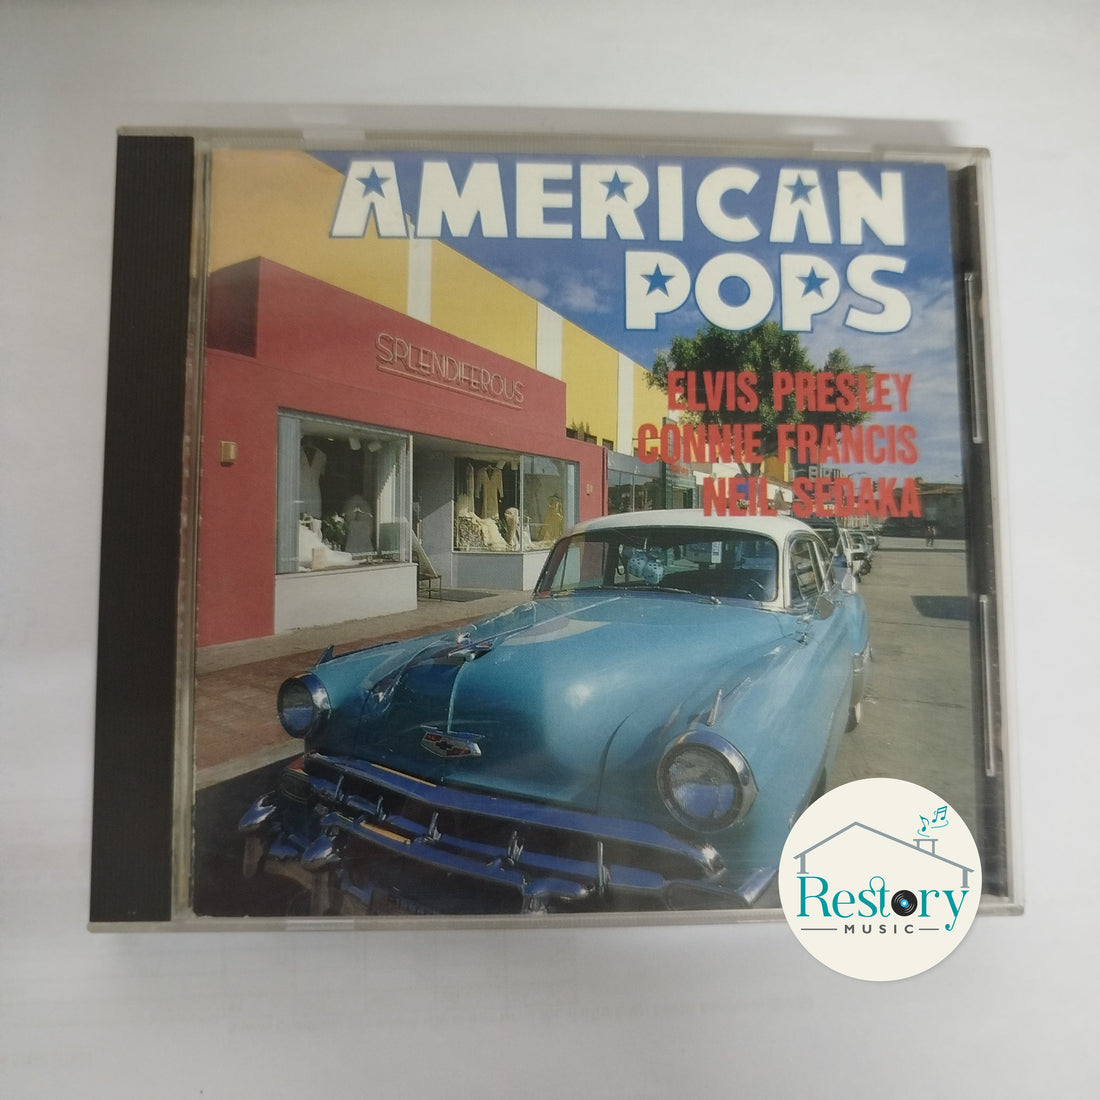 AMERICAN
POPS
SPLENDIFEROUS
ELVIS PRESLEY
CONNIE FRANCIS
NEIL SEDAKA
Restory
MUSIC